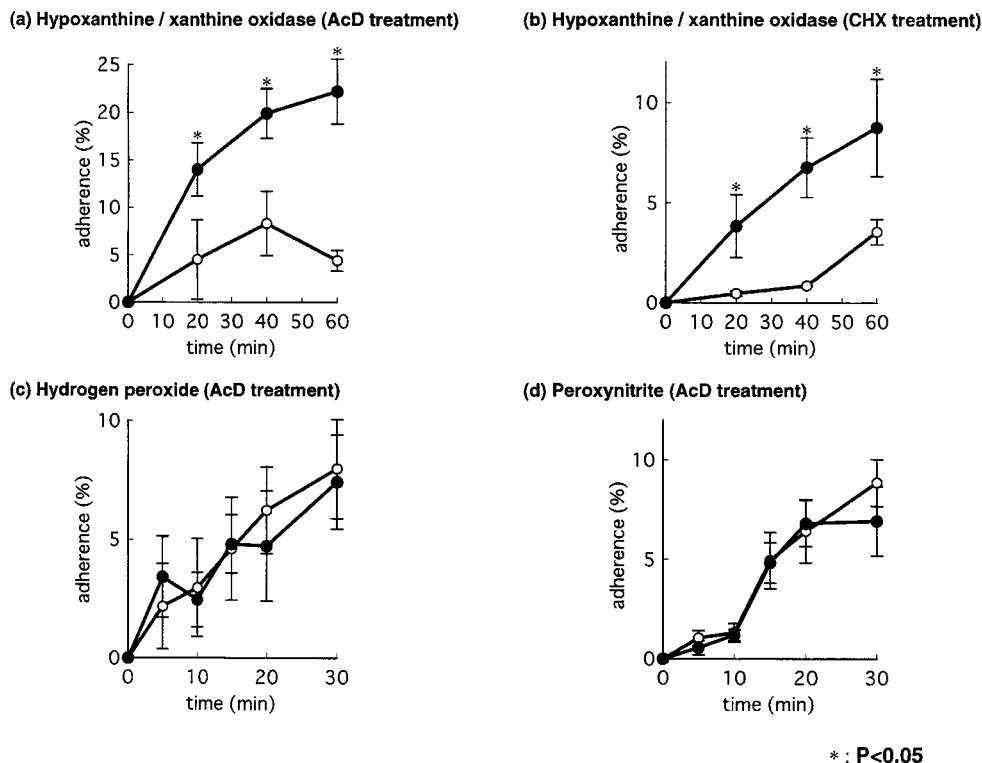 (a) Hypoxanthine / xanthine oxidase (AcD treatment)
25
20
15
10
5
0
adherence (%)
*
*
*
0 10 20 30 40 50 60
time (min)
(b) Hypoxanthine / xanthine oxidase (CHX treatment)
10
5
0
adherence (%)
*
*
*
0 10 20 30 40 50 60
time (min)
(c) Hydrogen peroxide (AcD treatment)
10
5
0
adherence (%)
0 10 20 30
time (min)
(d) Peroxynitrite (AcD treatment)
10
5
0
adherence (%)
0 10 20 30
time (min)
* : P<0.05